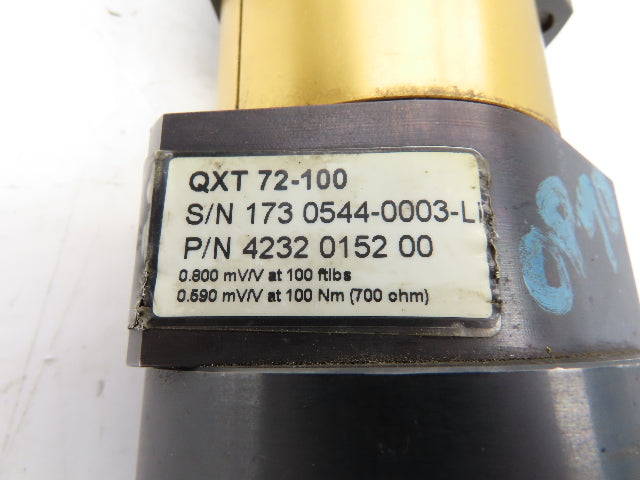 QXT 72-100
S/N 173 0544-0003-L
P/N 4232 0152 00
0.800 mV/V at 100 ftlbs
0.590 mV/V at 100 Nm (700 ohm)